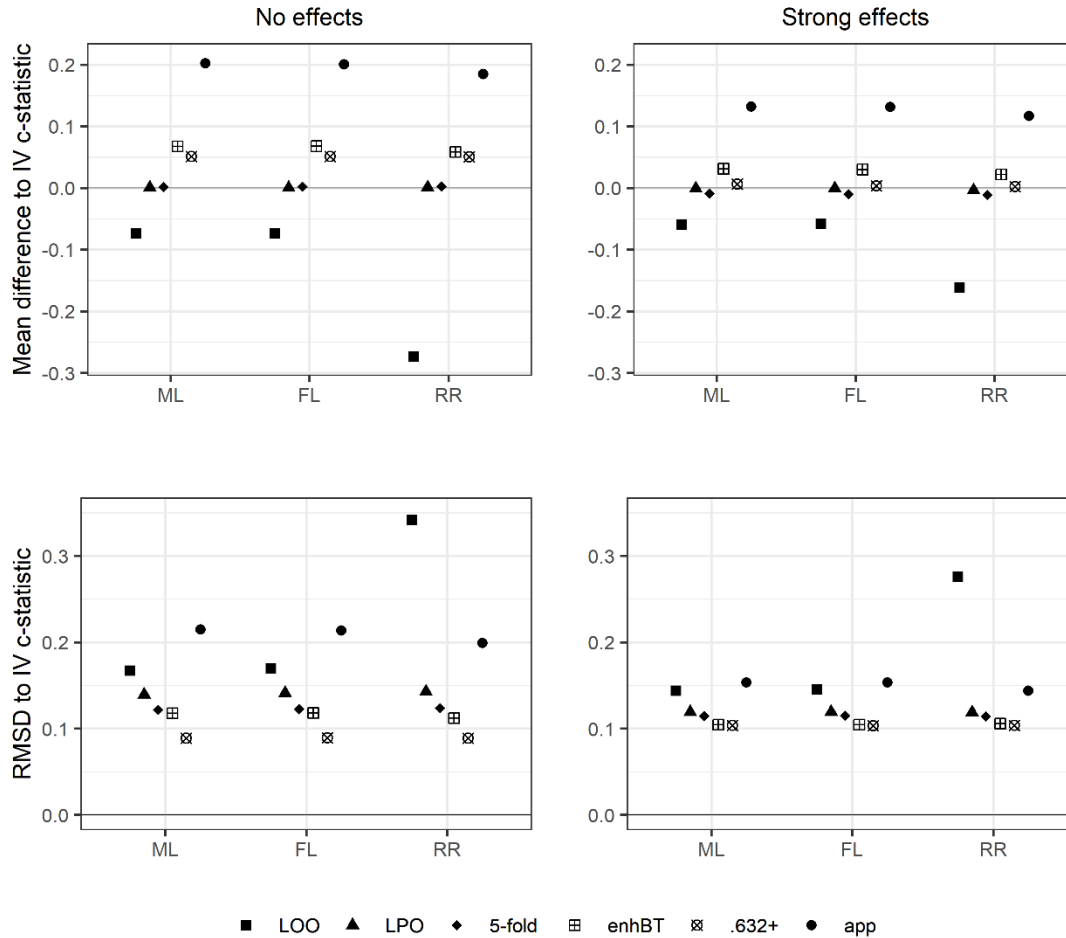 No effects
Strong effects
Mean difference to IV c-statistic
0.2
0.1
0.0
-0.1
-0.2
-0.3
ML FL RR
0.2
0.1
0.0
-0.1
-0.2
-0.3
ML FL RR
RMSD to IV c-statistic
0.3
0.2
0.1
0.0
ML FL RR
0.3
0.2
0.1
0.0
ML FL RR
LOO LPO 5-fold enhBT .632+ app